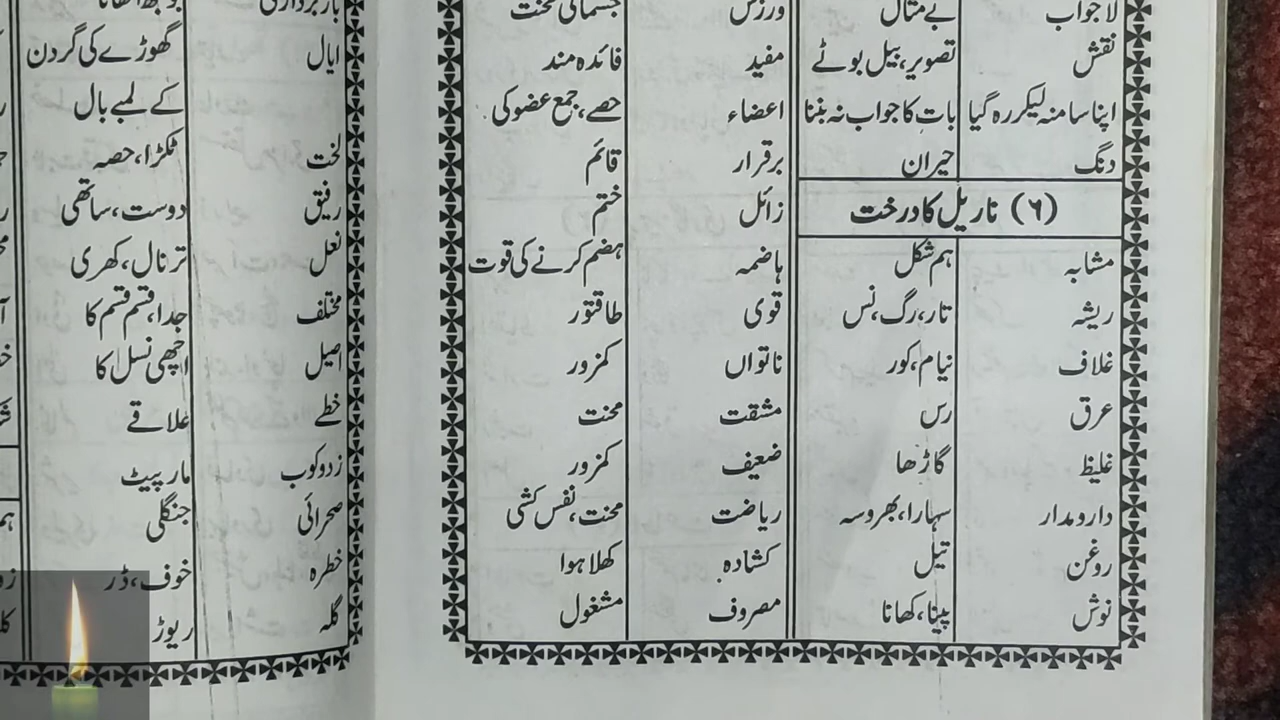 لاجواب بے مثال
نقش تصویر، بیل بوٹے
اپنا سا منہ لیکر رہ گیا بات کا جواب نہ بننا
دنگ حیران
(۶) ناریل کا درخت
مشابہ ہم شکل
ریشہ تار، رگ، نس
غلاف نیام، کور
عرق رس
غلیظ گاڑھا
دارومدار سہارا، بھروسہ
روغن تیل
نوش پینا، کھانا
ورزش جسمانی محنت
مفید فائدہ مند
اعضاء حصے، جمع عضو کی
برقرار قائم
زائل ختم
ہاضمہ ہضم کرنے کی قوت
قوی طاقتور
ناتواں کمزور
مشقت محنت
ضعیف کمزور
ریاضت محنت، نفس کشی
کشادہ کھلا ہوا
مصروف مشغول
باربرداری بوجھ اٹھانا
ایال گھوڑے کی گردن
کے لمبے بال
لخت ٹکڑا، حصہ
رفیق دوست، ساتھی
نعل ترنال، کھری
مختلف جدا، قسم قسم کا
اصیل اچھی نسل کا
خطے علاقے
زدوکوب مار پیٹ
صحرائی جنگلی
خطرہ خوف، ڈر
گلہ ریوڑ